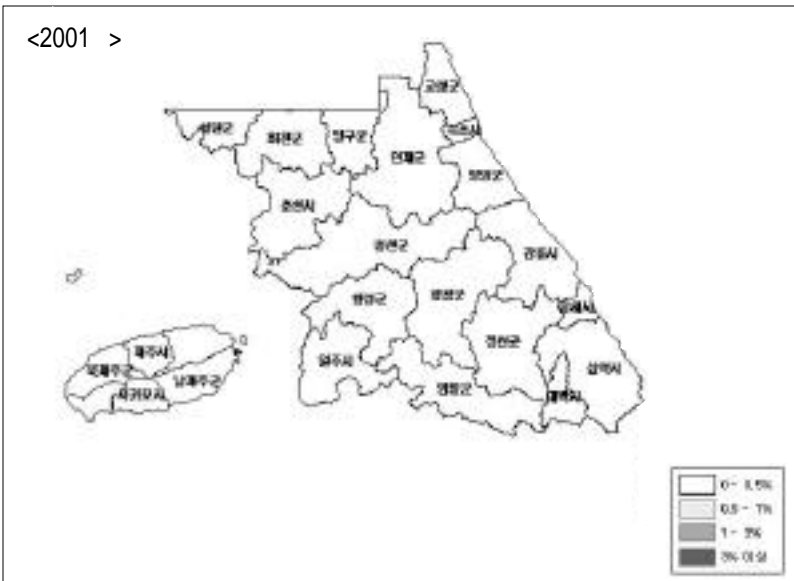 <2001 >
고성군
철원군
화천군
양구군
인제군
속초시
양양군
춘천시
홍천군
강릉시
횡성군
평창군
동해시
정선군
원주시
삼척시
영월군
태백시
제주시
북제주군
남제주군
서귀포시
0 - 0.5%
0.5 - 1%
1 - 3%
3% 이상